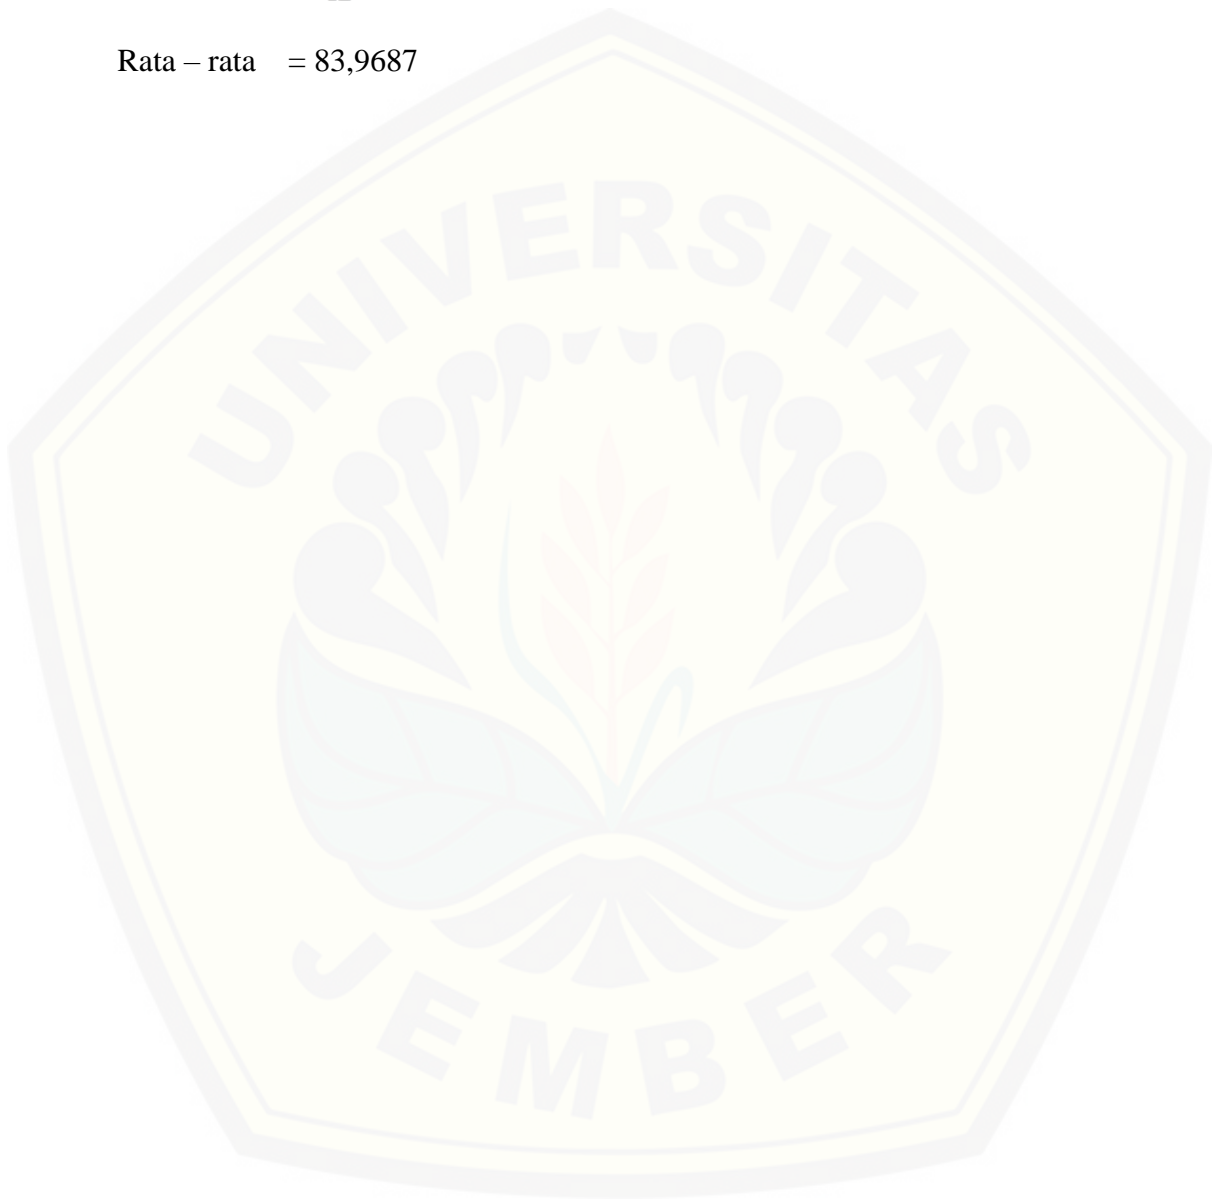 Rata – rata = 83,9687
UNIVERSITAS
JEMBER